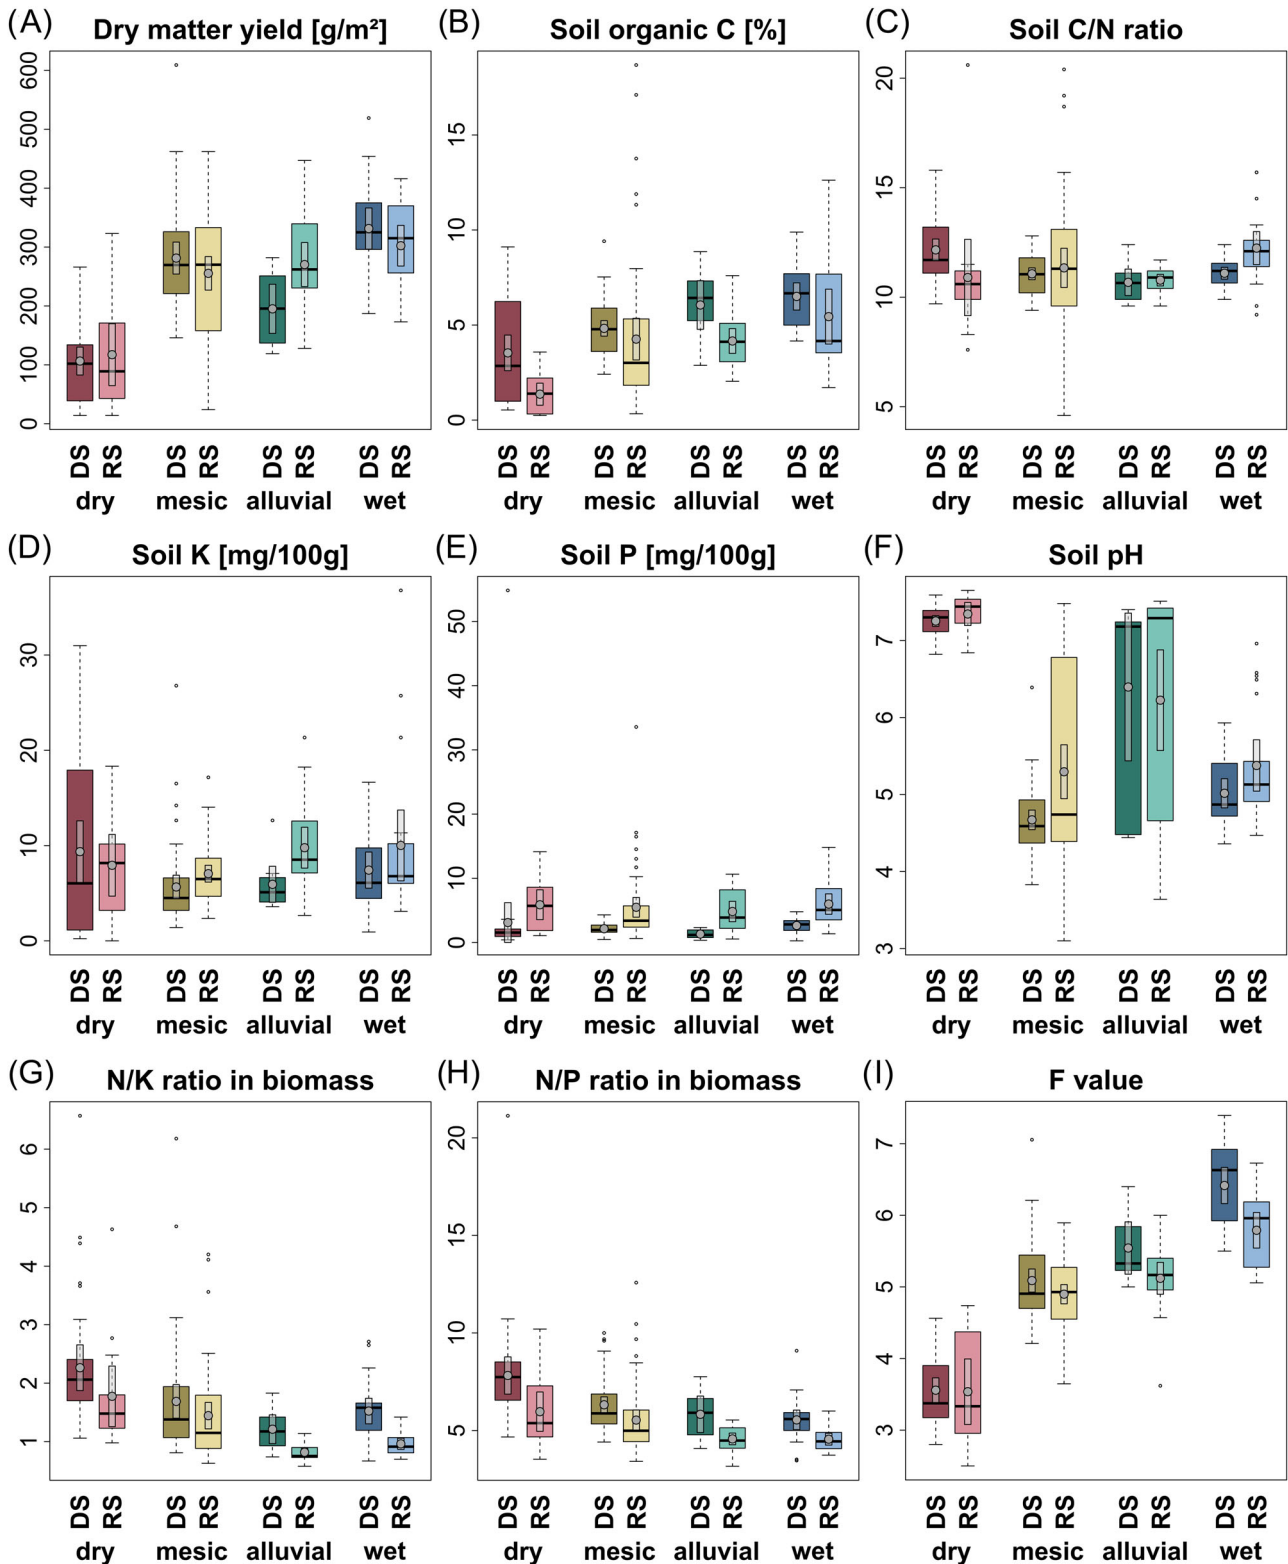 (A) Dry matter yield [g/m²]
0 100 200 300 400 500 600
DS RS DS RS DS RS DS RS
dry mesic alluvial wet
(B) Soil organic C [%]
0 5 10 15
DS RS DS RS DS RS DS RS
dry mesic alluvial wet
(C) Soil C/N ratio
5 10 15 20
DS RS DS RS DS RS DS RS
dry mesic alluvial wet
(D) Soil K [mg/100g]
0 10 20 30
DS RS DS RS DS RS DS RS
dry mesic alluvial wet
(E) Soil P [mg/100g]
0 10 20 30 40 50
DS RS DS RS DS RS DS RS
dry mesic alluvial wet
(F) Soil pH
3 4 5 6 7
DS RS DS RS DS RS DS RS
dry mesic alluvial wet
(G) N/K ratio in biomass
1 2 3 4 5 6
DS RS DS RS DS RS DS RS
dry mesic alluvial wet
(H) N/P ratio in biomass
5 10 15 20
DS RS DS RS DS RS DS RS
dry mesic alluvial wet
(I) F value
3 4 5 6 7
DS RS DS RS DS RS DS RS
dry mesic alluvial wet